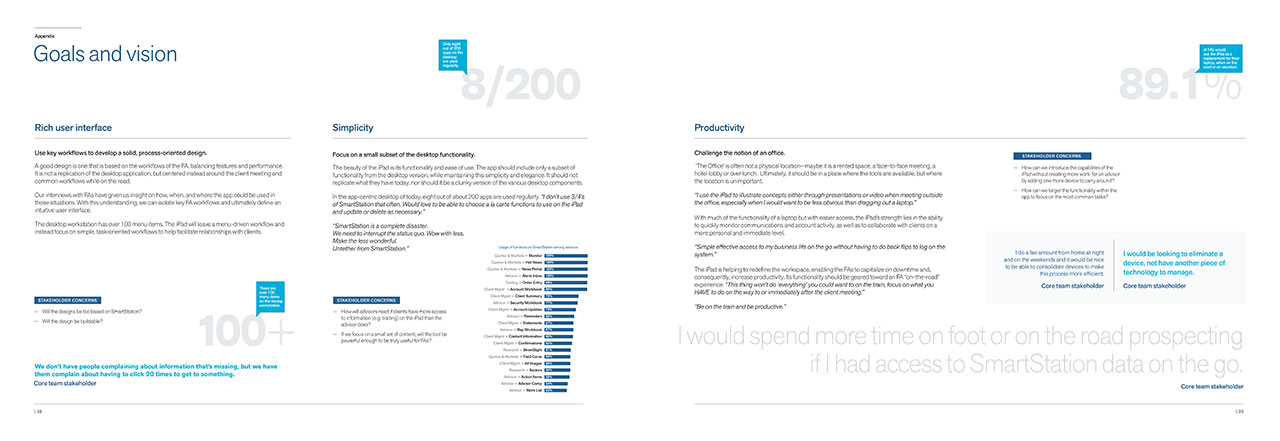 Appendix
Goals and vision
Only eight
out of 200
apps on the
desktop
are used
regularly.
8/200
Rich user interface
Use key workflows to develop a solid, process-oriented design.
A good design is one that is based on the workflows of the FA, balancing features and performance.
It is not a replication of the desktop application, but centered instead around the client meeting and
common workflows while on the road.
Our interviews with FAs have given us insight on how, when, and where the app could be used in
those situations. With this understanding, we can isolate key FA workflows and ultimately define an
intuitive user interface.
The desktop workstation has over 100 menu items. The iPad will leave a menu-driven workflow and
instead focus on simple, task-oriented workflows to help facilitate relationships with clients.
STAKEHOLDER CONCERNS
— Will the designs be too based on SmartStation?
— Will the design be buildable?
There are
over 100
menu items
on the desktop
workstation.
100+
We don't have people complaining about information that's missing, but we have
them complain about having to click 20 times to get to something.
Core team stakeholder
Simplicity
Focus on a small subset of the desktop functionality.
The beauty of the iPad is its functionality and ease of use. The app should include only a subset of
functionality from the desktop version, while maintaining this simplicity and elegance. It should not
replicate what they have today, nor should it be a clunky version of the various desktop components.
In the app-centric desktop of today, eight out of about 200 apps are used regularly. "I don't use 3/4's
of SmartStation that often. Would love to be able to choose a la carte functions to use on the iPad
and update or delete as necessary."
"SmartStation is a complete disaster.
We need to interrupt the status quo. Wow with less.
Make the less wonderful.
Untether from SmartStation."
STAKEHOLDER CONCERNS
— How will advisors react if clients have more access
to information (e.g. trading) on the iPad than the
advisor does?
— If we focus on a small set of content, will the tool be
powerful enough to be truly useful for FAs?
Usage of functions on SmartStation among advisors
Quotes & Markets > Monitor 100%
Quotes & Markets > Hot News 100%
Quotes & Markets > News Portal 100%
Advisor > Alerts Inbox 100%
Trading > Order Entry
Client Mgmt > Account Workbook
Client Mgmt > Client Summary
Advisor > Security Workbook
Client Mgmt > Account Updates
Advisor > Reminders
Client Mgmt > Statements
Advisor > Rep Workbook
Client Mgmt > Contact Information
Client Mgmt > Confirmations
Research > StreetSight
Quotes & Markets > Yield Curve
Client Mgmt > All Images
Research > Seekers
Advisor > Action Items
Advisor > Advisor Comp
Advisor > Work List
| 28
89.1%
of FAs would
use the iPad as a
replacement for their
laptop, when on the
road or on vacation.
Productivity
Challenge the notion of an office.
'The Office' is often not a physical location—maybe it is a rented space, a face-to-face meeting, a
hotel lobby or over lunch. Ultimately, it should be in a place where the tools are available, but where
the location is unimportant.
"I use the iPad to illustrate concepts either through presentations or video when meeting outside
the office, especially when I would want to be less obvious than dragging out a laptop."
With much of the functionality of a laptop but with easier access, the iPad's strength lies in the ability
to quickly monitor communications and account activity, as well as to collaborate with clients on a
more personal and immediate level.
"Simple effective access to my business life on the go without having to do back flips to log on the
system."
The iPad is helping to redefine the workspace, enabling the FAs to capitalize on downtime and,
consequently, increase productivity. Its functionality should be geared toward an FA "on-the-road"
experience. "This thing won't do 'everything' you could want to on the train, focus on what you
HAVE to do on the way to or immediately after the client meeting."
"Be on the train and be productive."
STAKEHOLDER CONCERNS
— How can we introduce the capabilities of the
iPad without creating more work for an advisor
by adding one more device to carry around?
— How can we target the functionality within the
app to focus on the most common tasks?
I do a fair amount from home at night
and on the weekends and it would be nice
to be able to consolidate devices to make
this process more efficient.
Core team stakeholder
I would be looking to eliminate a
device, not have another piece of
technology to manage.
Core team stakeholder
I would spend more time on foot or on the road prospecting
if I had access to SmartStation data on the go.
Core team stakeholder
| 29